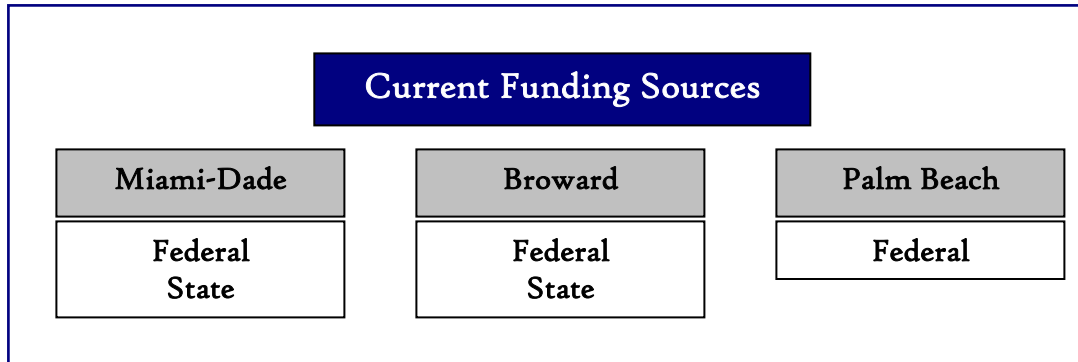 Current Funding Sources
Miami-Dade
Broward
Palm Beach
Federal
State
Federal
State
Federal